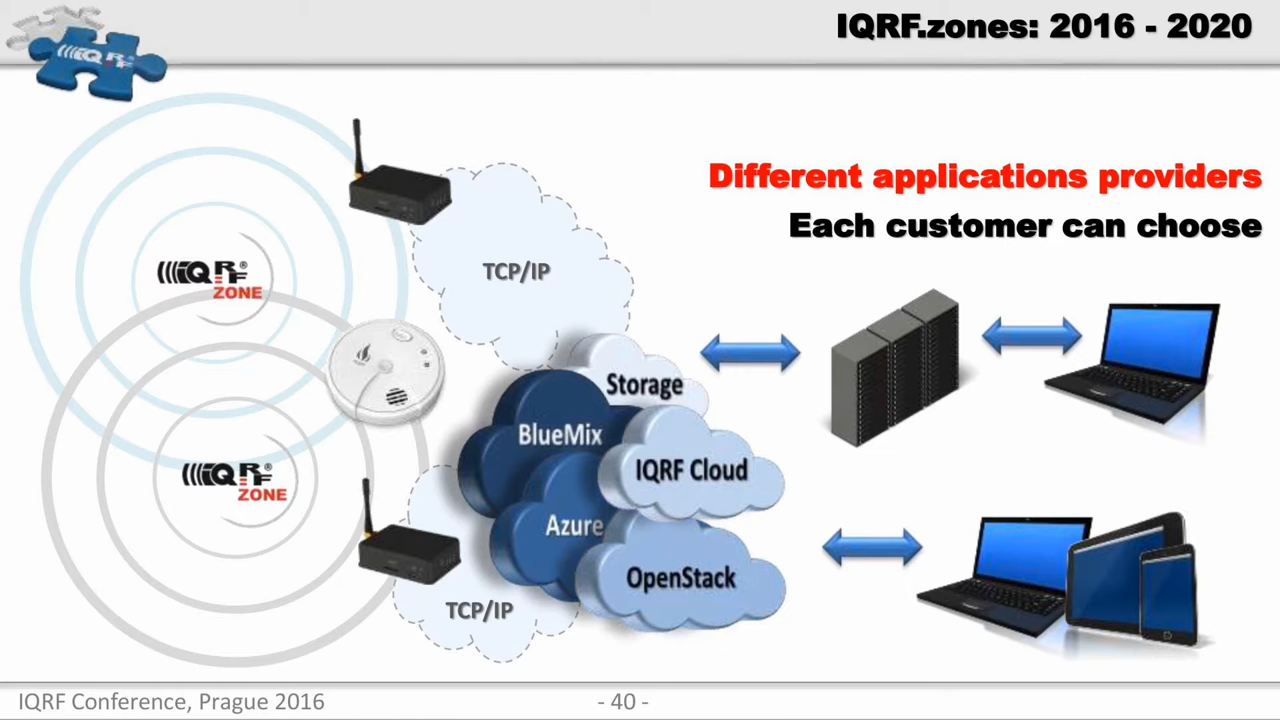 IQRF
IQRF.zones: 2016 - 2020
Different applications providers
Each customer can choose
TCP/IP
IQRF®
ZONE
Storage
BlueMix
IQRF Cloud
IQRF®
ZONE
Azure
OpenStack
TCP/IP
IQRF Conference, Prague 2016
- 40 -